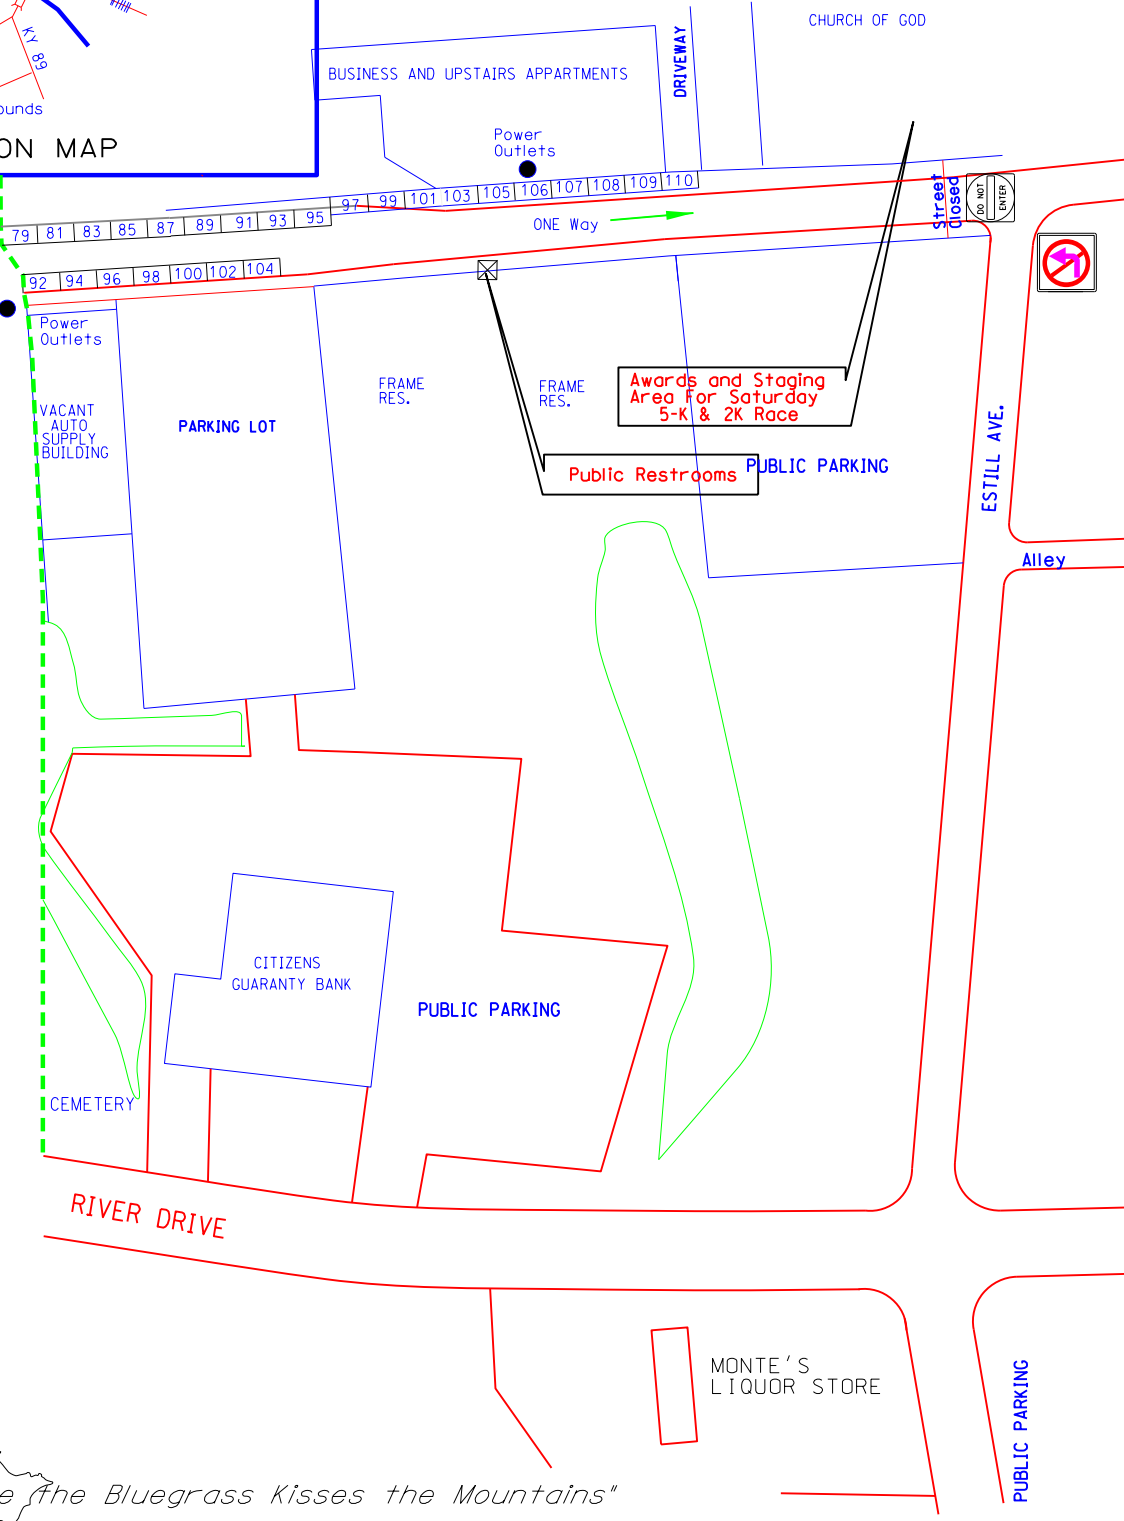 CHURCH OF GOD
DRIVEWAY
KY 89
BUSINESS AND UPSTAIRS APPARTMENTS
ounds
ON MAP
Power
Outlets
97 99 101 103 105 106 107 108 109 110
79 81 83 85 87 89 91 93 95
ONE Way
Street
Closed
DO NOT
ENTER
92 94 96 98 100 102 104
Power
Outlets
FRAME
RES.
FRAME
RES.
Awards and Staging
Area For Saturday
5-K & 2K Race
VACANT
AUTO
SUPPLY
BUILDING
PARKING LOT
Public Restrooms
PUBLIC PARKING
ESTILL AVE.
Alley
CITIZENS
GUARANTY BANK
PUBLIC PARKING
CEMETERY
RIVER DRIVE
MONTE'S
LIQUOR STORE
PUBLIC PARKING
e the Bluegrass Kisses the Mountains"